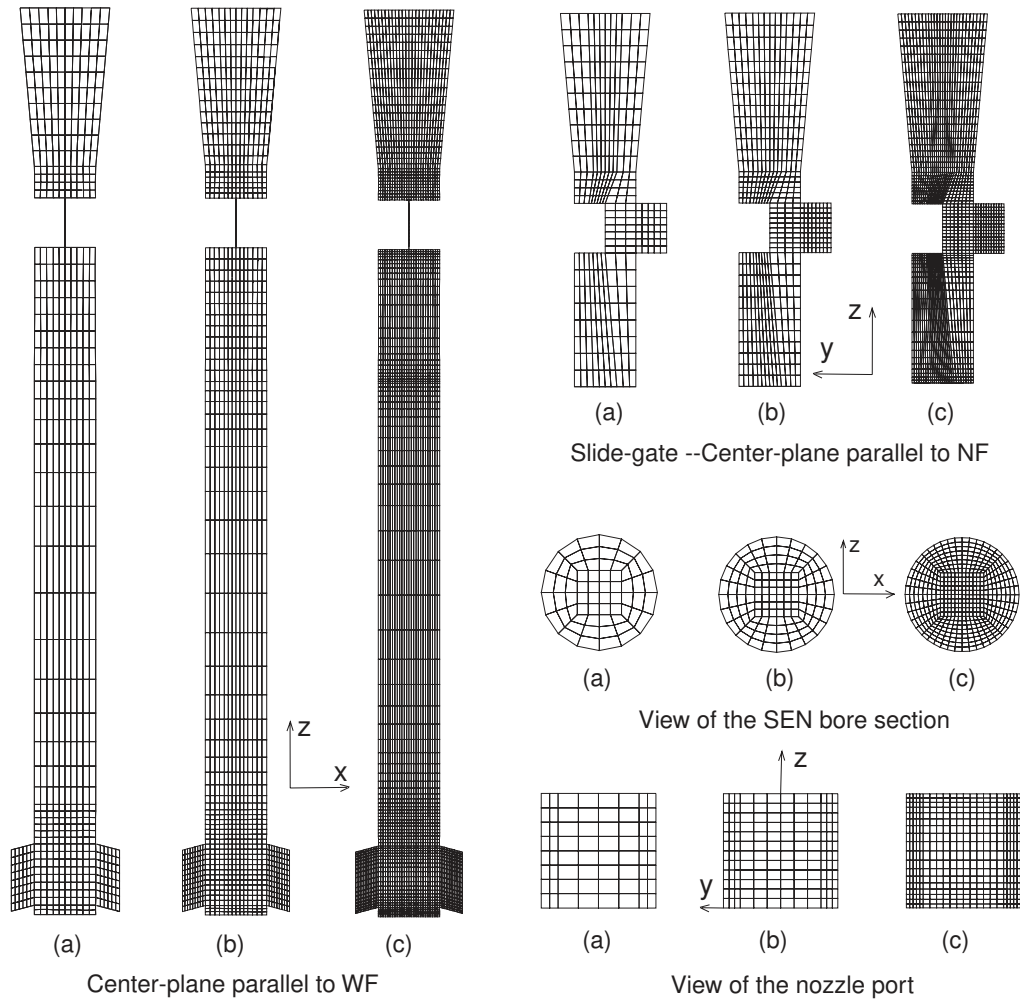 z
y
(a)
(b)
(c)
Slide-gate --Center-plane parallel to NF
z
x
(a)
(b)
(c)
View of the SEN bore section
z
x
z
y
(a)
(b)
(c)
Center-plane parallel to WF
(a)
(b)
(c)
View of the nozzle port